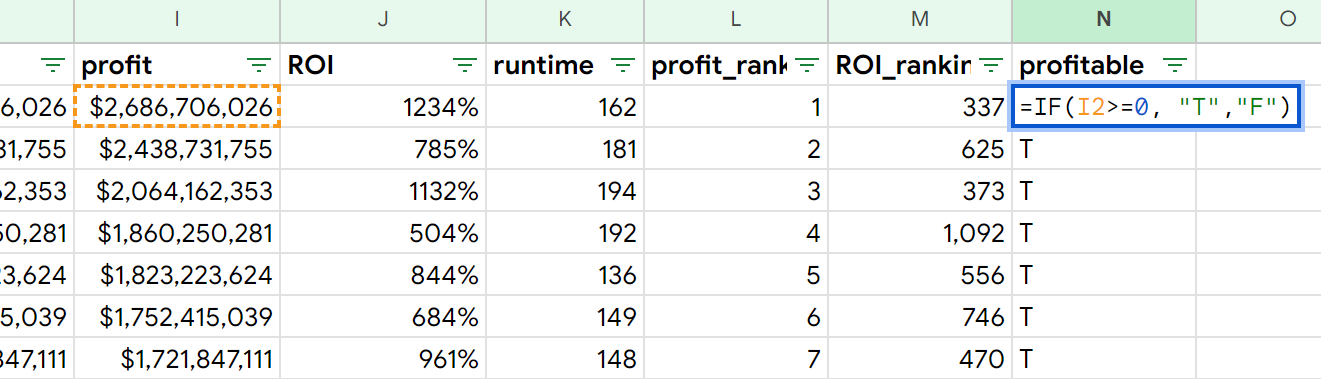 I J K L M N O
profit ROI runtime profit_rank ROI_rankin profitable
6,026 $2,686,706,026 1234% 162 1 337 =IF(I2>=0, "T","F")
31,755 $2,438,731,755 785% 181 2 625 T
62,353 $2,064,162,353 1132% 194 3 373 T
50,281 $1,860,250,281 504% 192 4 1,092 T
23,624 $1,823,223,624 844% 136 5 556 T
5,039 $1,752,415,039 684% 149 6 746 T
847,111 $1,721,847,111 961% 148 7 470 T